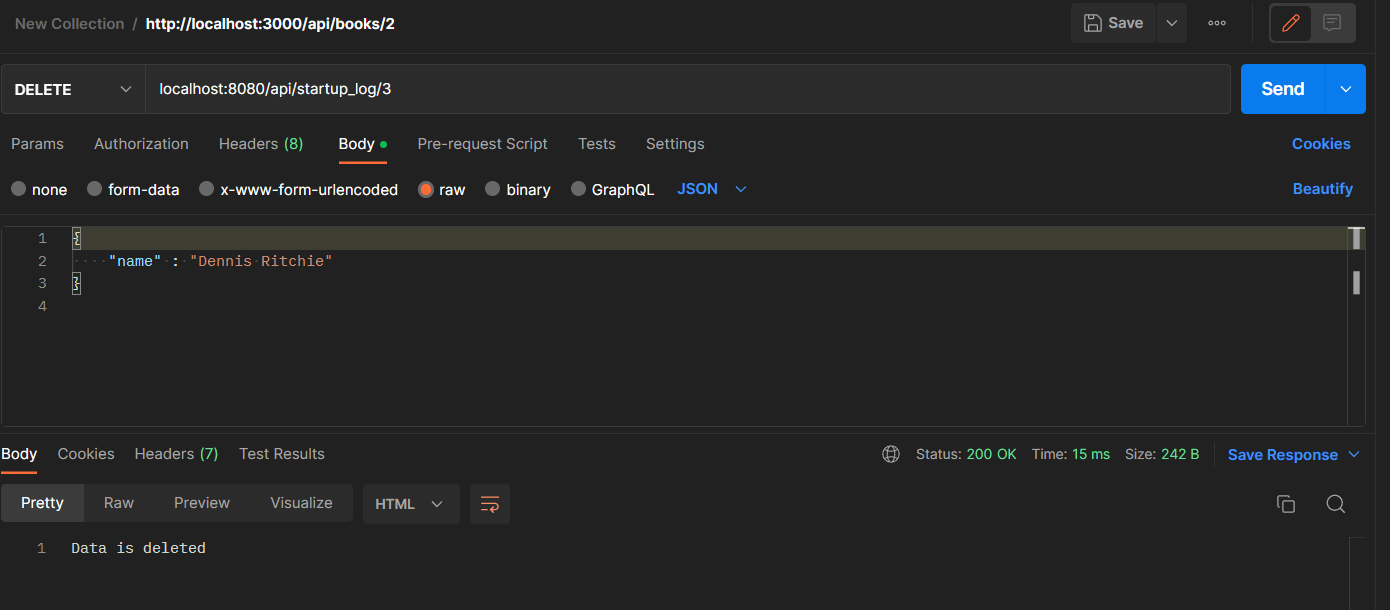 New Collection / http://localhost:3000/api/books/2 Save
DELETE localhost:8080/api/startup_log/3 Send
Params Authorization Headers (8) Body Pre-request Script Tests Settings Cookies
none form-data x-www-form-urlencoded raw binary GraphQL JSON Beautify
1 {
2 "name" : "Dennis Ritchie"
3 }
4
Body Cookies Headers (7) Test Results Status: 200 OK Time: 15 ms Size: 242 B Save Response
Pretty Raw Preview Visualize HTML
1 Data is deleted